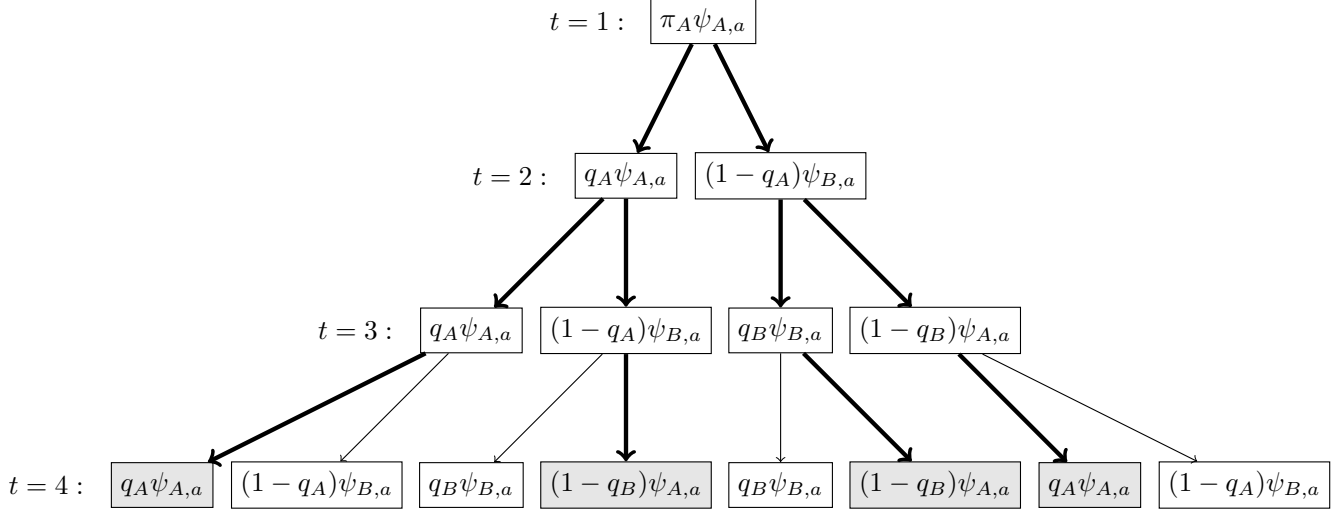 t = 1 : π_A ψ_{A,a}
t = 2 : q_A ψ_{A,a} (1 − q_A)ψ_{B,a}
t = 3 : q_A ψ_{A,a} (1 − q_A)ψ_{B,a} q_B ψ_{B,a} (1 − q_B)ψ_{A,a}
t = 4 : q_A ψ_{A,a} (1 − q_A)ψ_{B,a} q_B ψ_{B,a} (1 − q_B)ψ_{A,a} q_B ψ_{B,a} (1 − q_B)ψ_{A,a} q_A ψ_{A,a} (1 − q_A)ψ_{B,a}